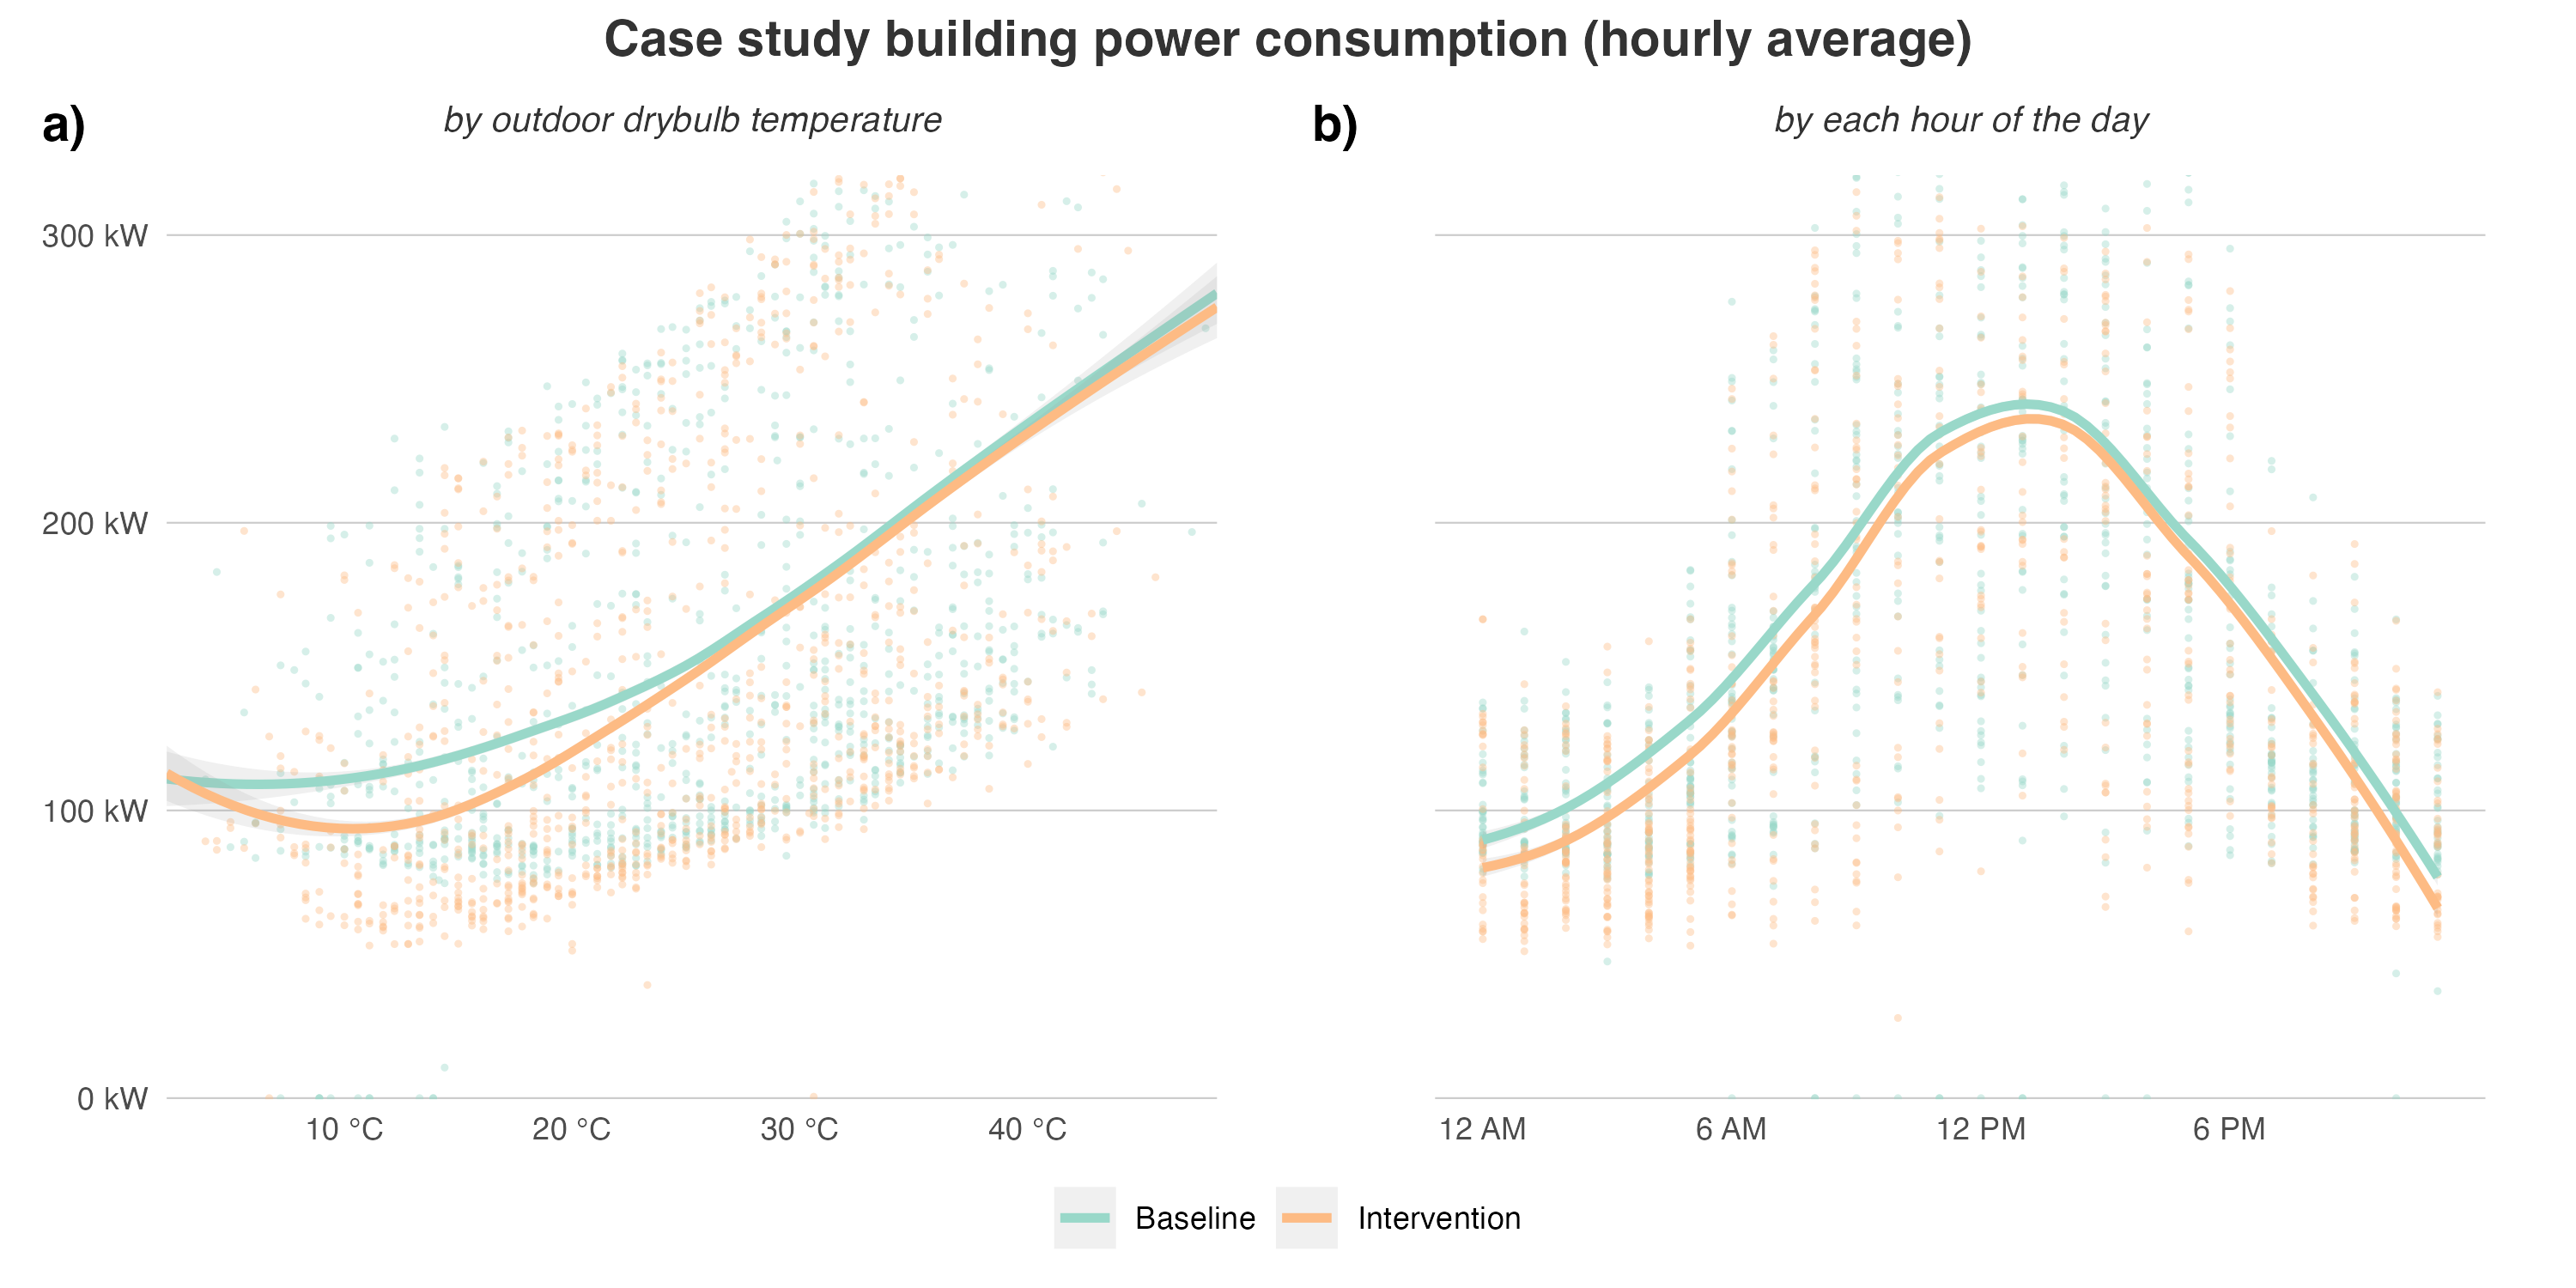 Case study building power consumption (hourly average)
a)
by outdoor drybulb temperature
300 kW
200 kW
100 kW
0 kW
10 °C 20 °C 30 °C 40 °C
b)
by each hour of the day
12 AM 6 AM 12 PM 6 PM
Baseline Intervention